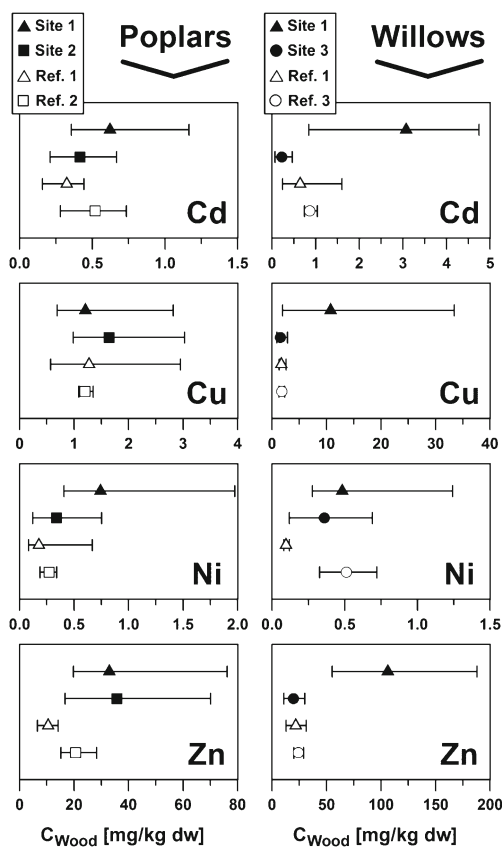 Site 1
Site 2
Ref. 1
Ref. 2
Poplars
Site 1
Site 3
Ref. 1
Ref. 3
Willows
Cd
0.0 0.5 1.0 1.5
Cd
0 1 2 3 4 5
Cu
0 1 2 3 4
Cu
0 10 20 30 40
Ni
0.0 0.5 1.0 1.5 2.0
Ni
0.0 0.5 1.0 1.5
Zn
0 20 40 60 80
Zn
0 50 100 150 200
CWood [mg/kg dw]
CWood [mg/kg dw]